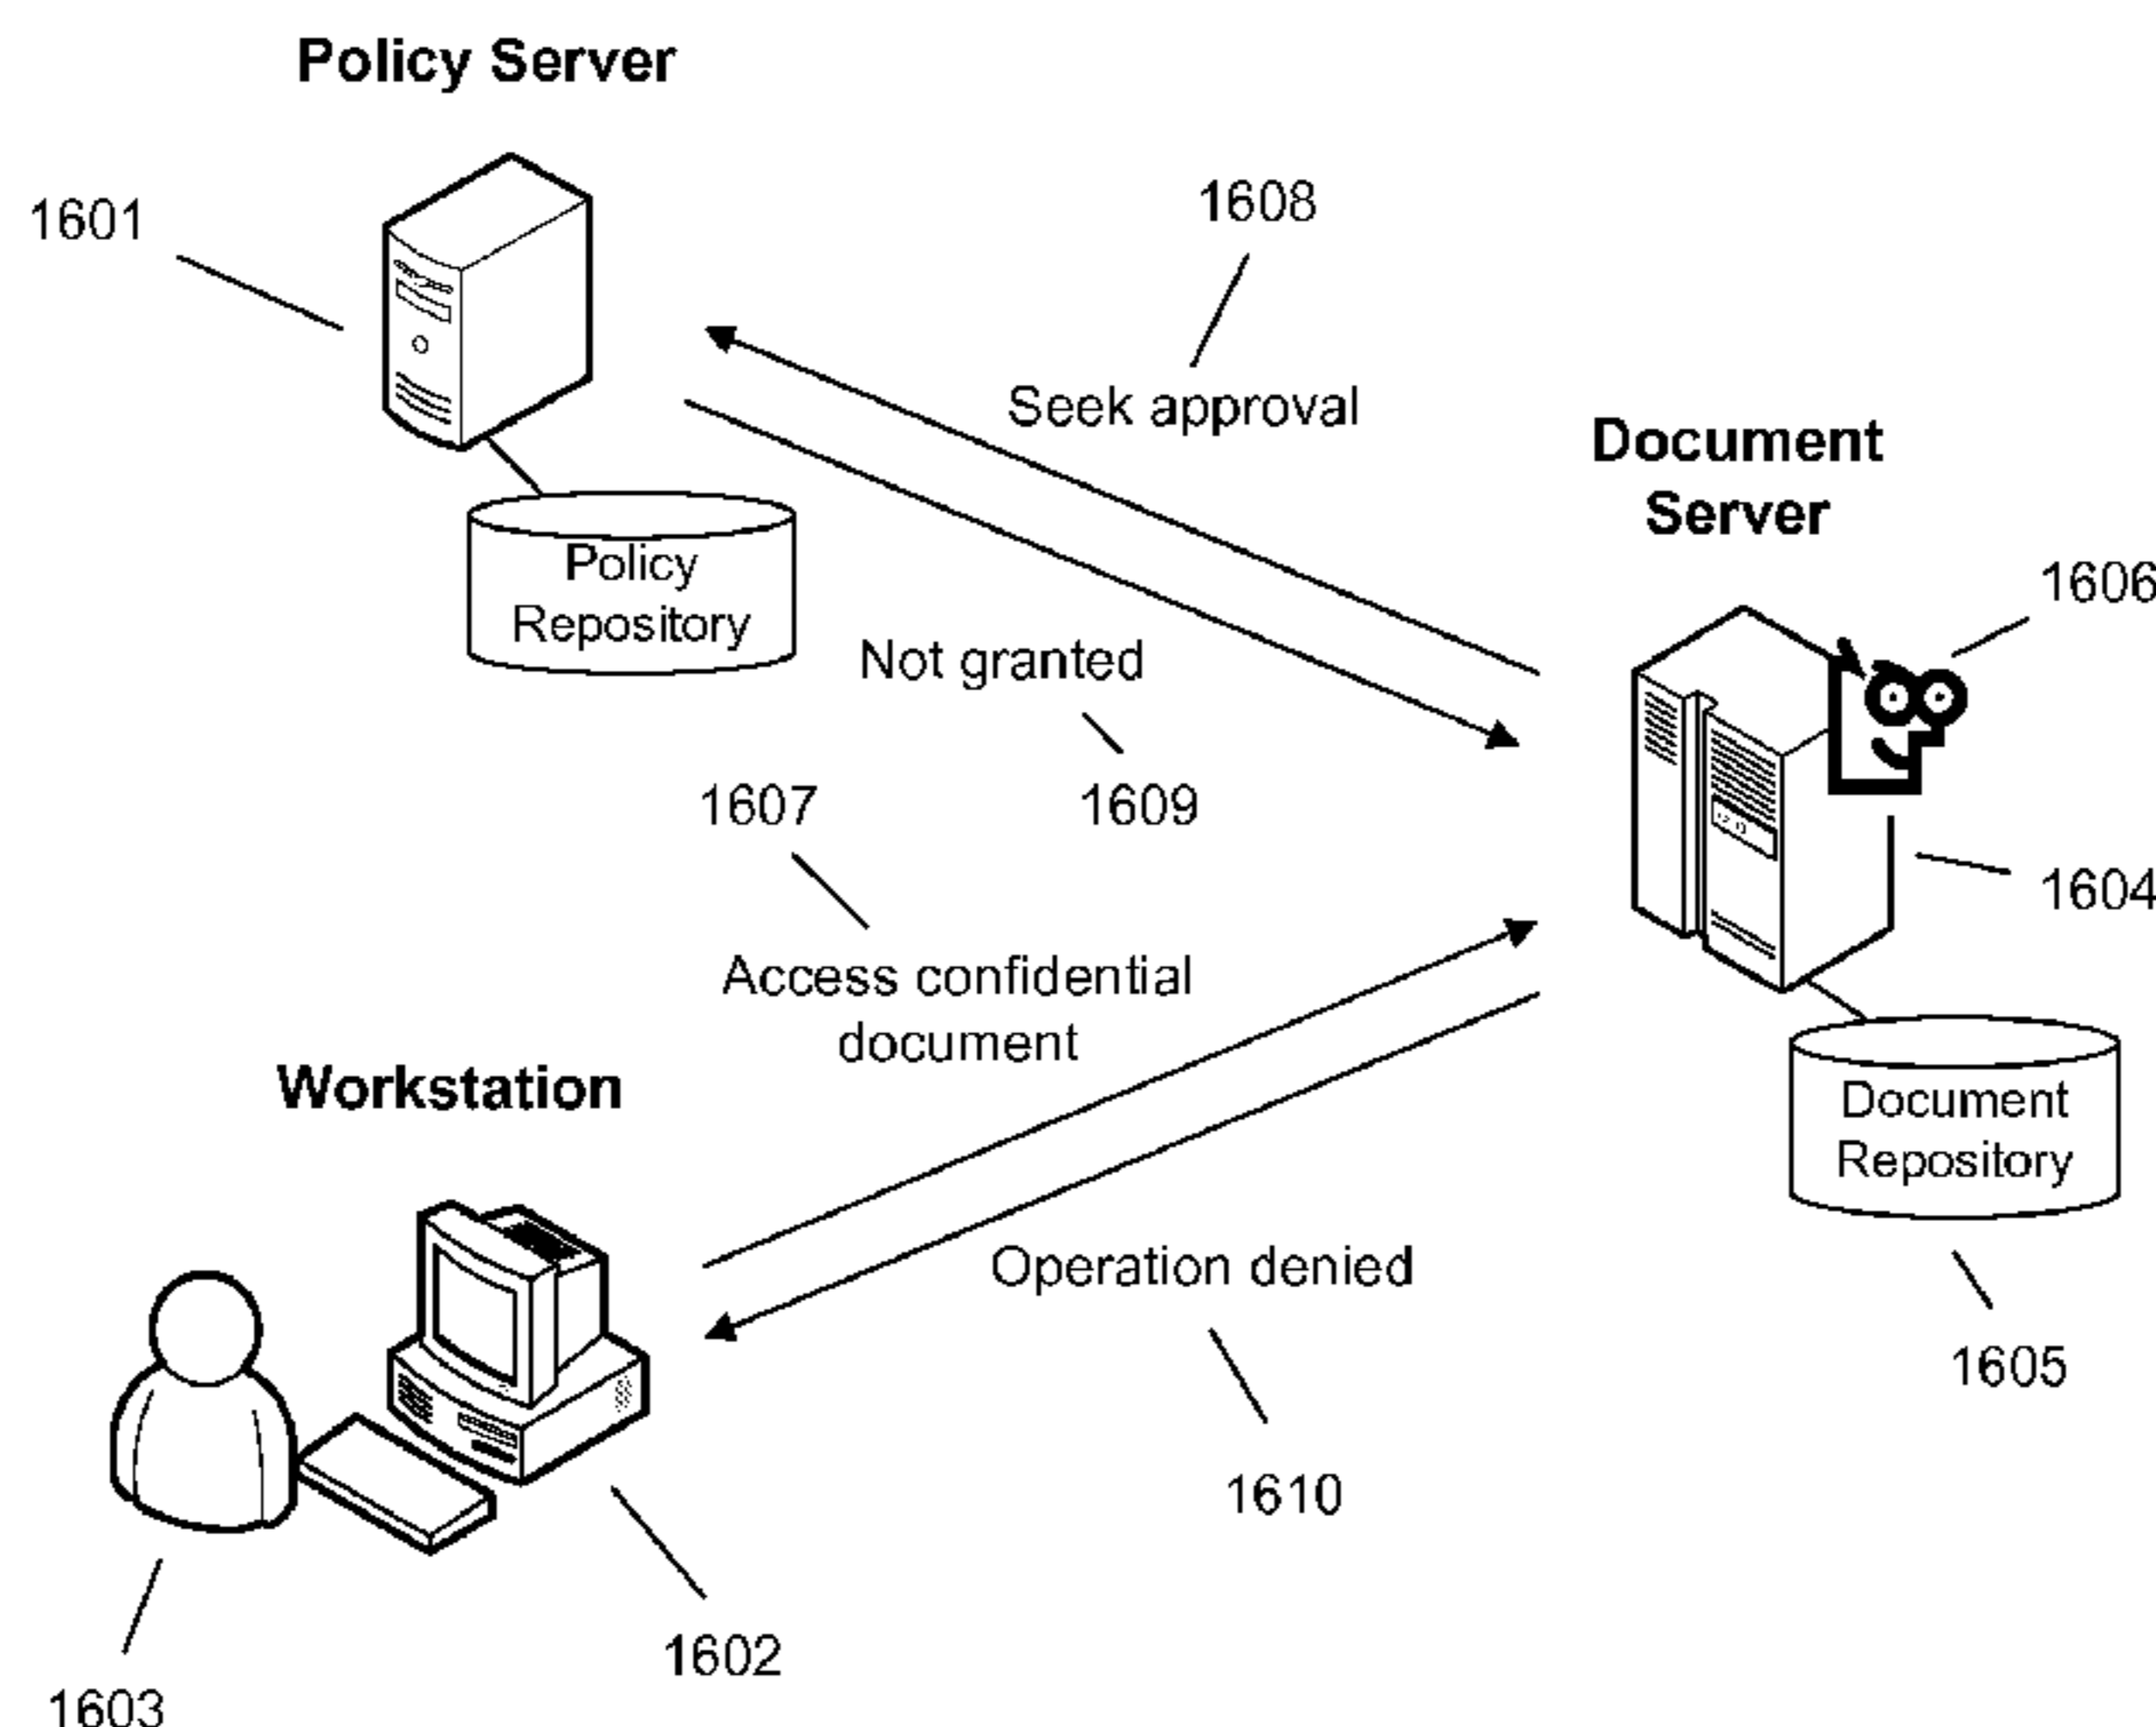 Policy Server
1601
1608
Seek approval
Policy
Repository
Document
Server
1606
Not granted
1607
1609
1604
Access confidential
document
Workstation
Document
Repository
Operation denied
1605
1610
1602
1603